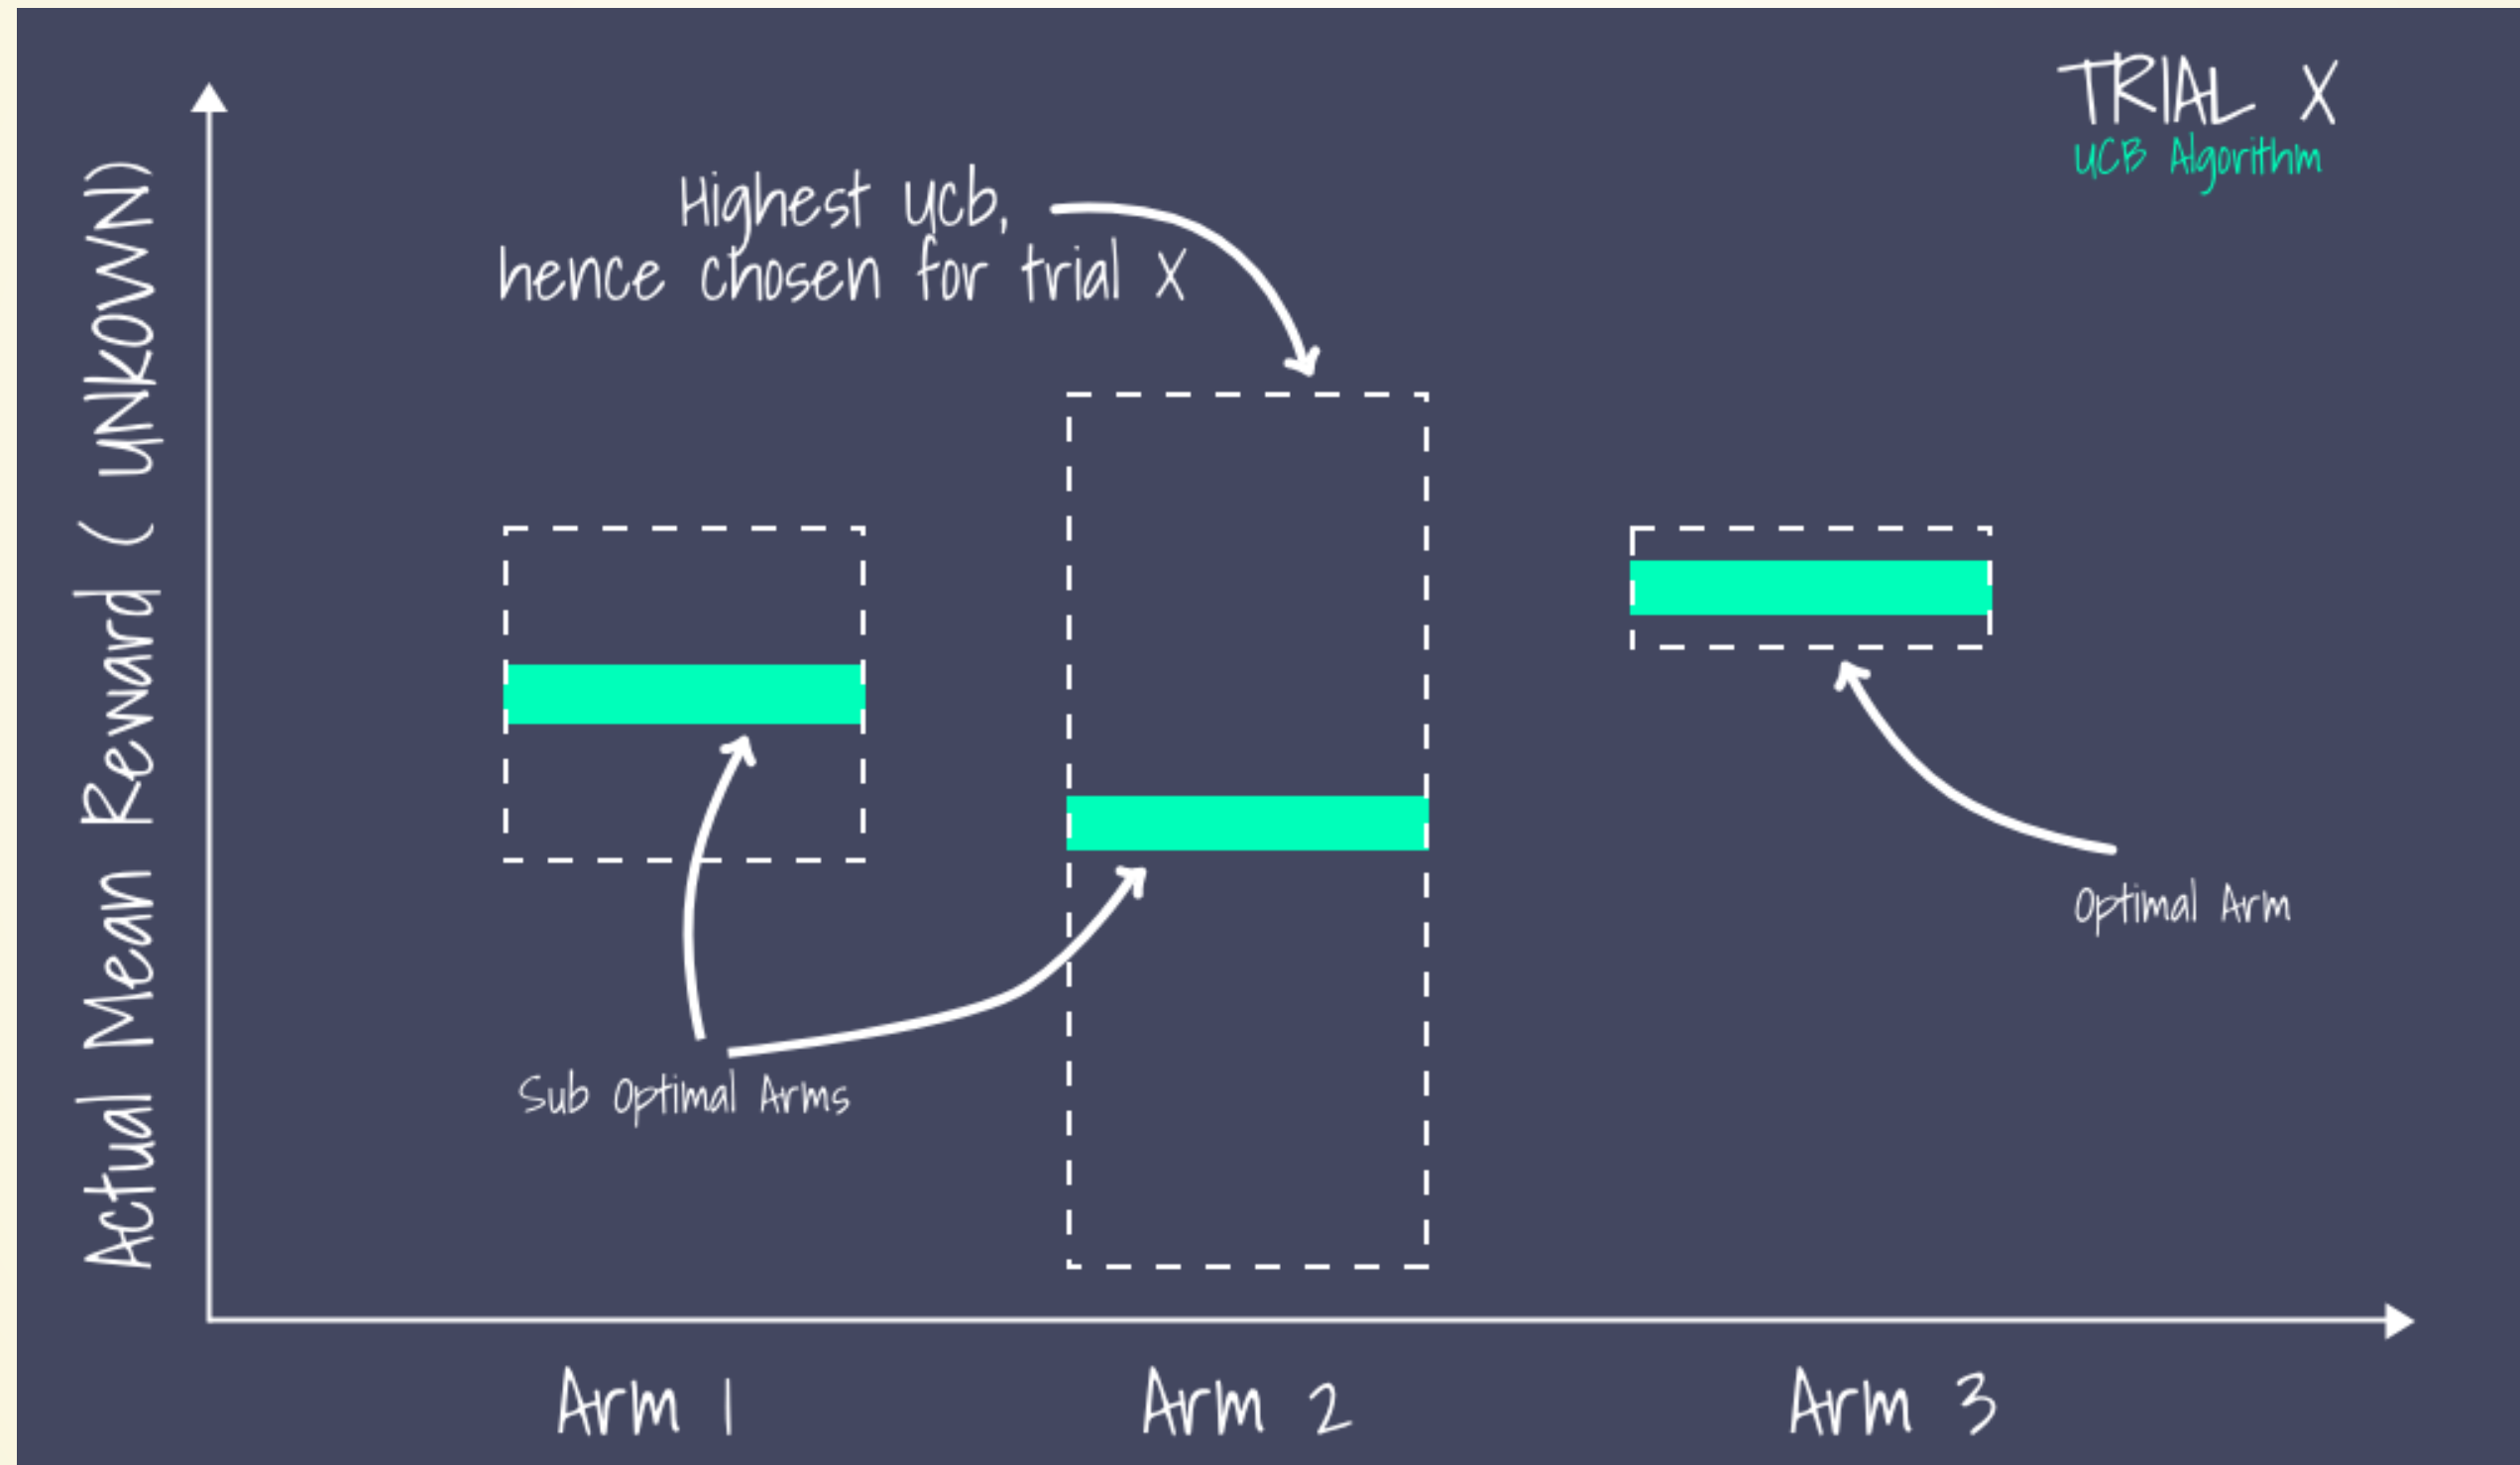 TRIAL X
UCB Algorithm
Highest Ucb,
hence chosen for trial X
Actual Mean Reward ( UNKOWN)
Optimal Arm
Sub Optimal Arms
Arm 1
Arm 2
Arm 3